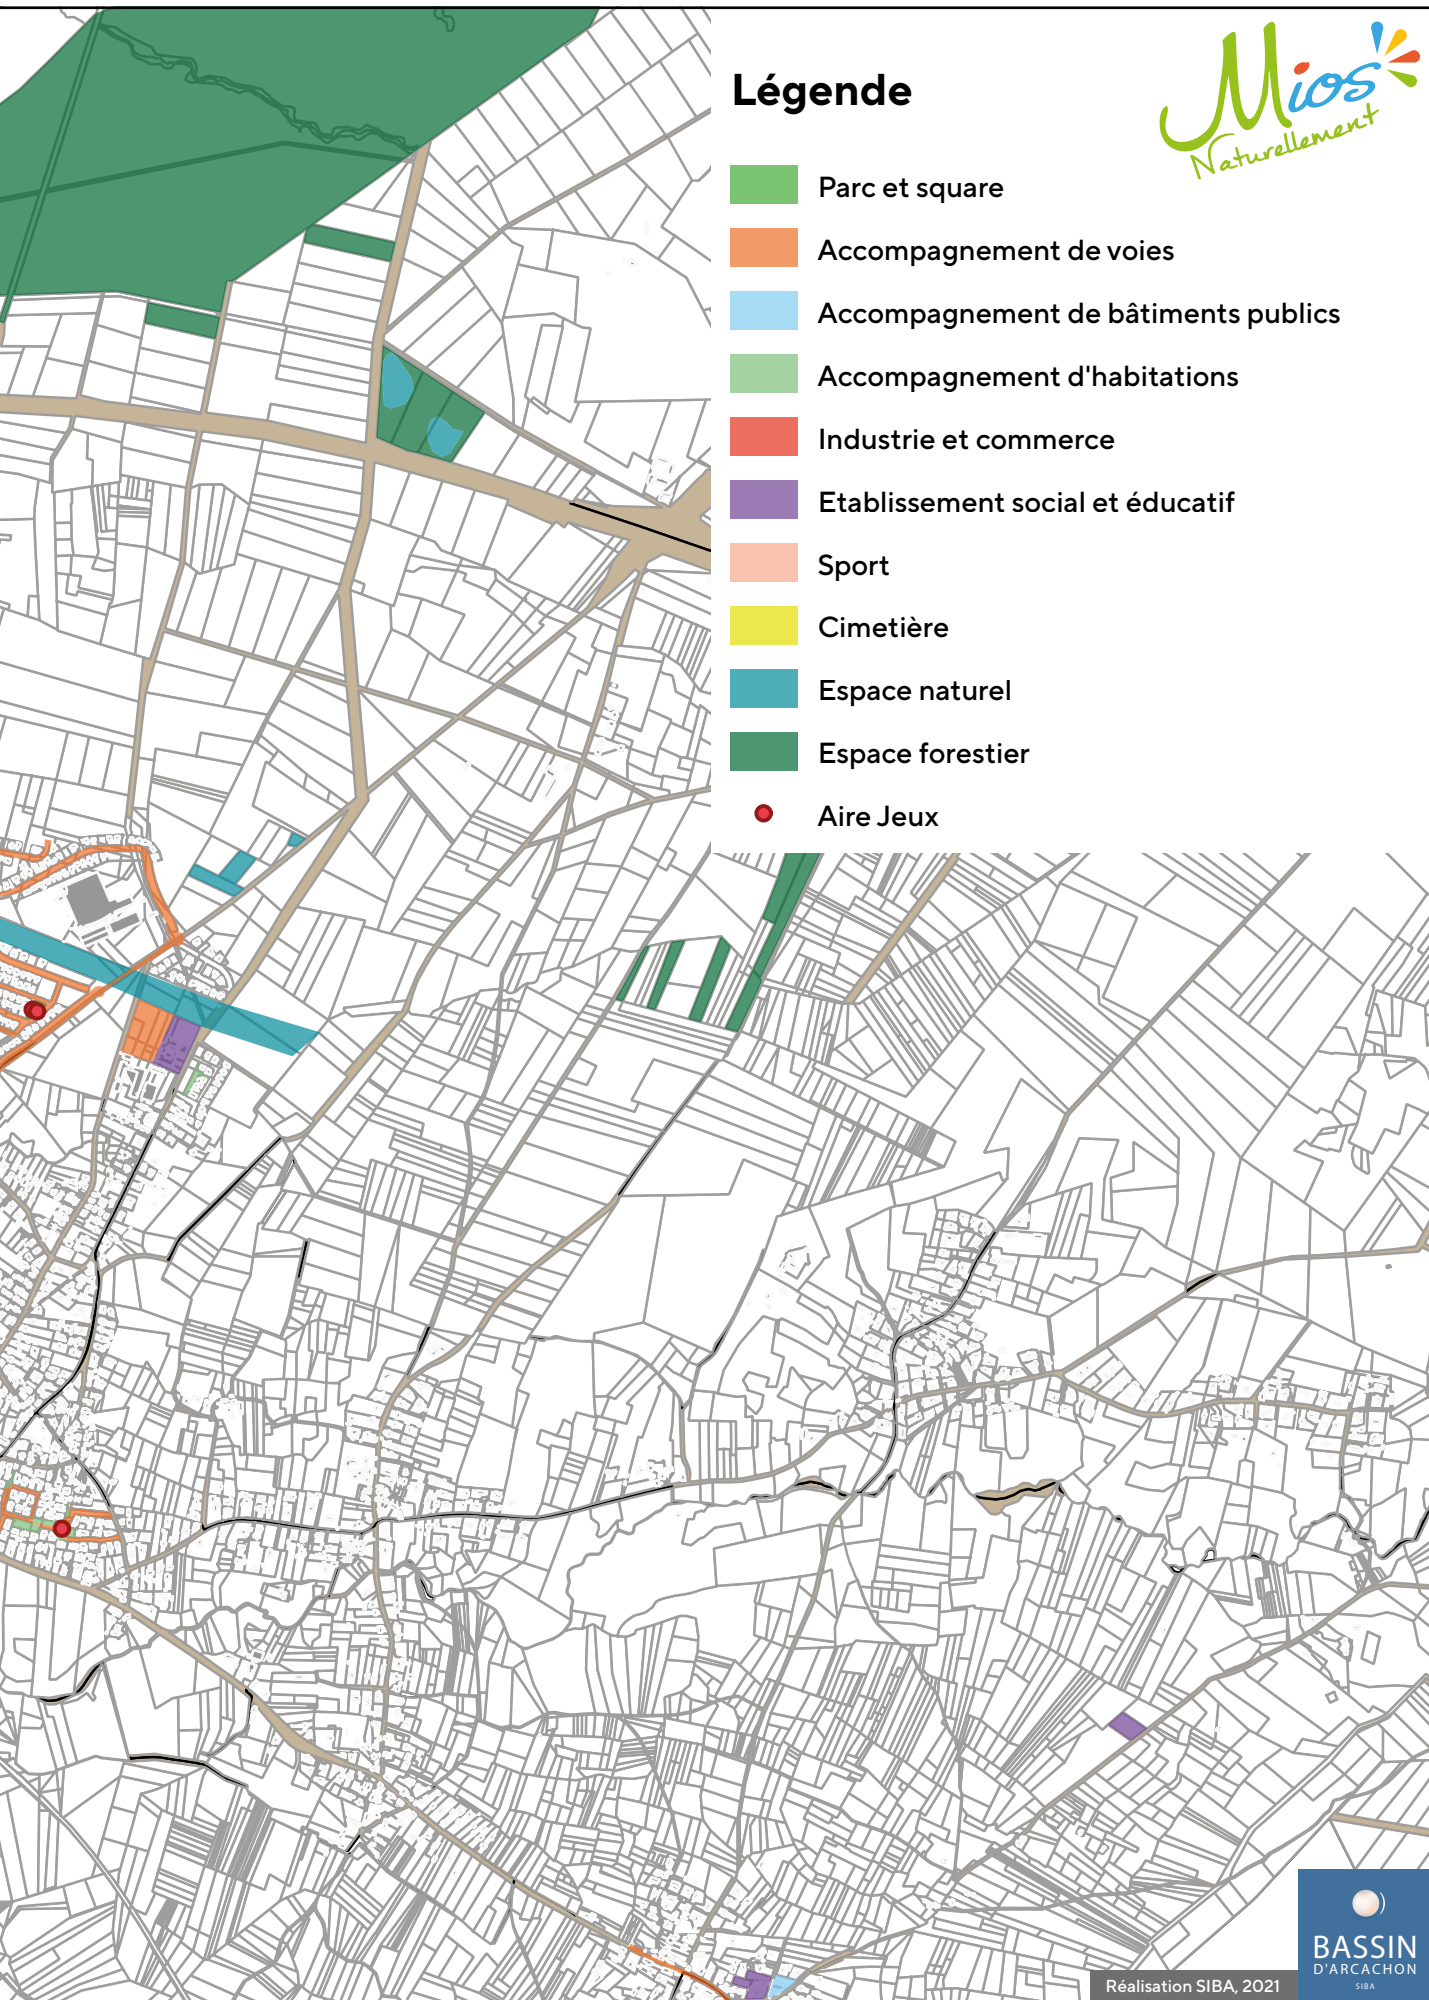 Légende
Mios
Naturellement
Parc et square
Accompagnement de voies
Accompagnement de bâtiments publics
Accompagnement d'habitations
Industrie et commerce
Etablissement social et éducatif
Sport
Cimetière
Espace naturel
Espace forestier
Aire Jeux
Réalisation SIBA, 2021
BASSIN
D'ARCACHON
SIBA